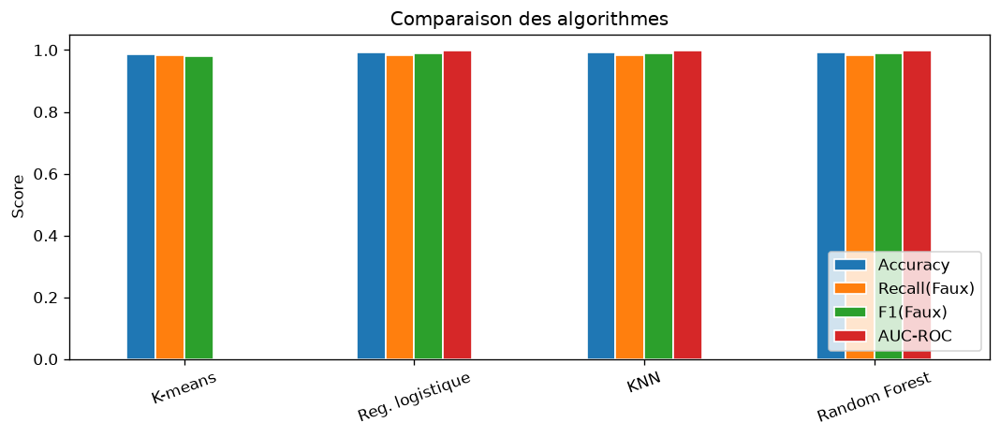 Comparaison des algorithmes
Score
1.0
0.8
0.6
0.4
0.2
0.0
K-means
Reg. logistique
KNN
Random Forest
Accuracy
Recall(Faux)
F1(Faux)
AUC-ROC